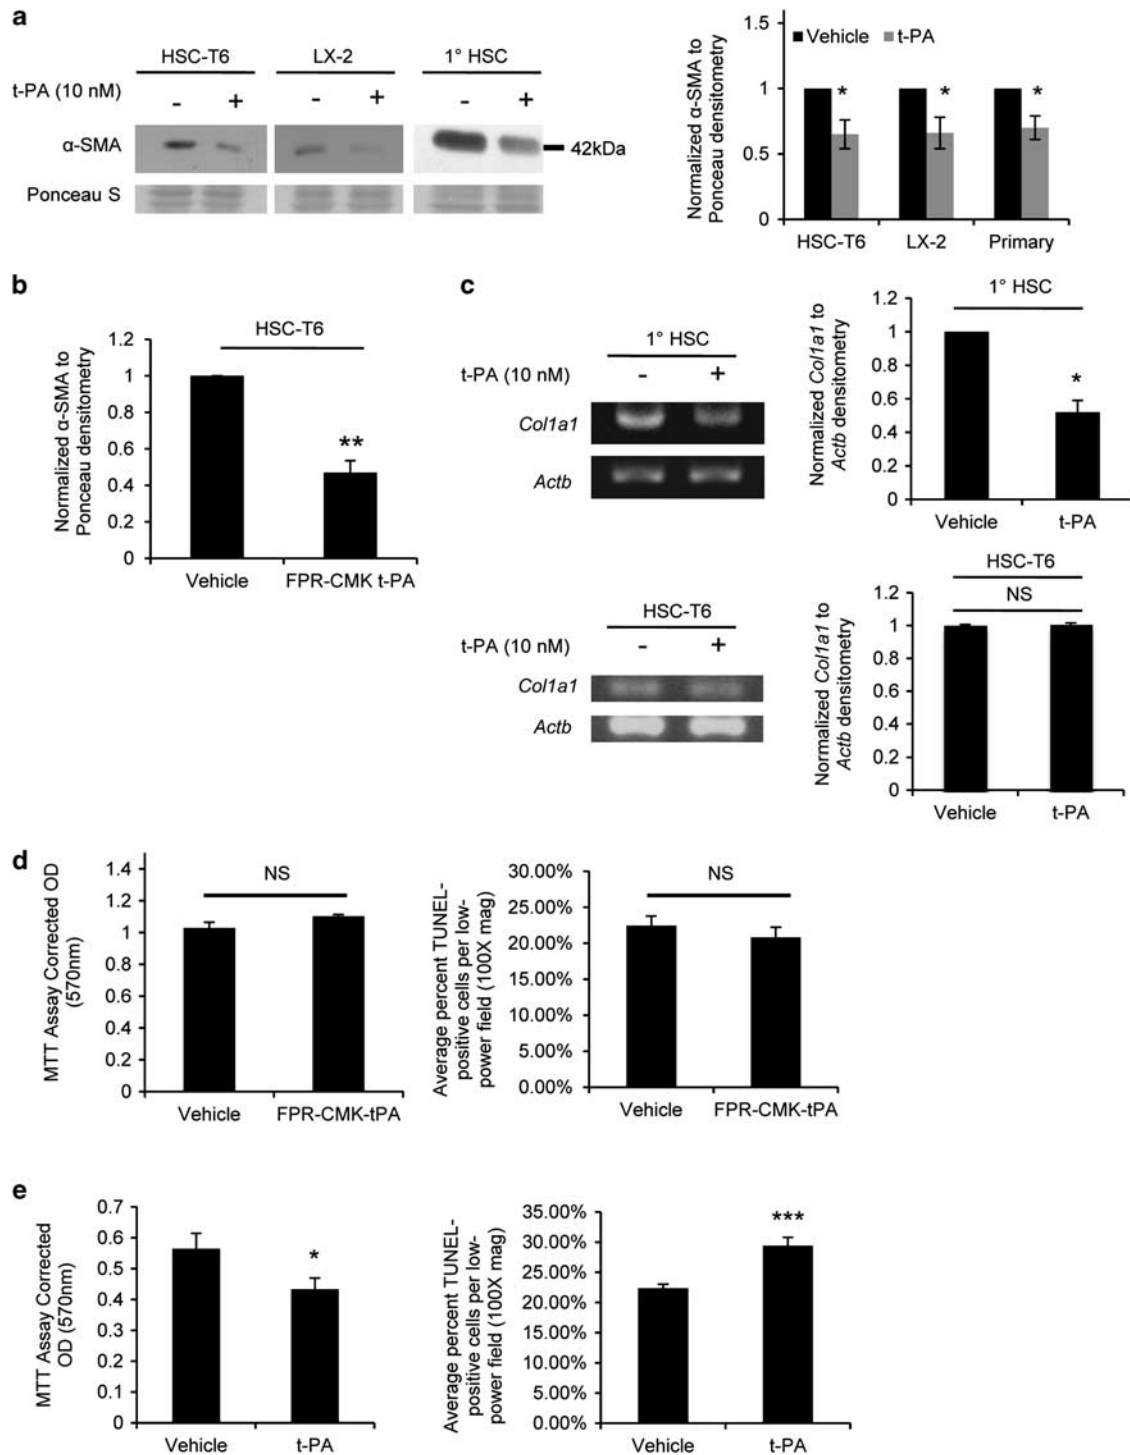 a
HSC-T6 LX-2 1° HSC
t-PA (10 nM) - + - + - +
α-SMA
42kDa
Ponceau S
Normalized α-SMA to
Ponceau densitometry
1.5
1
0.5
0
Vehicle t-PA
* * *
HSC-T6 LX-2 Primary
b
Normalized α-SMA to
Ponceau densitometry
1.2
1
0.8
0.6
0.4
0.2
0
HSC-T6
**
Vehicle FPR-CMK t-PA
c
1° HSC
t-PA (10 nM) - +
Col1a1
Actb
Normalized Col1a1 to
Actb densitometry
1.2
1
0.8
0.6
0.4
0.2
0
1° HSC
*
Vehicle t-PA
HSC-T6
t-PA (10 nM) - +
Col1a1
Actb
Normalized Col1a1 to
Actb densitometry
1.2
1
0.8
0.6
0.4
0.2
0
HSC-T6
NS
Vehicle t-PA
d
MTT Assay Corrected OD
(570nm)
1.4
1.2
1
0.8
0.6
0.4
0.2
0
NS
Vehicle FPR-CMK-tPA
Average percent TUNEL-
positive cells per low-
power field (100X mag)
30.00%
25.00%
20.00%
15.00%
10.00%
5.00%
0.00%
NS
Vehicle FPR-CMK-tPA
e
MTT Assay Corrected
OD (570nm)
0.7
0.6
0.5
0.4
0.3
0.2
0.1
0
*
Vehicle t-PA
Average percent TUNEL-
positive cells per low-
power field (100X mag)
35.00%
30.00%
25.00%
20.00%
15.00%
10.00%
5.00%
0.00%
***
Vehicle t-PA